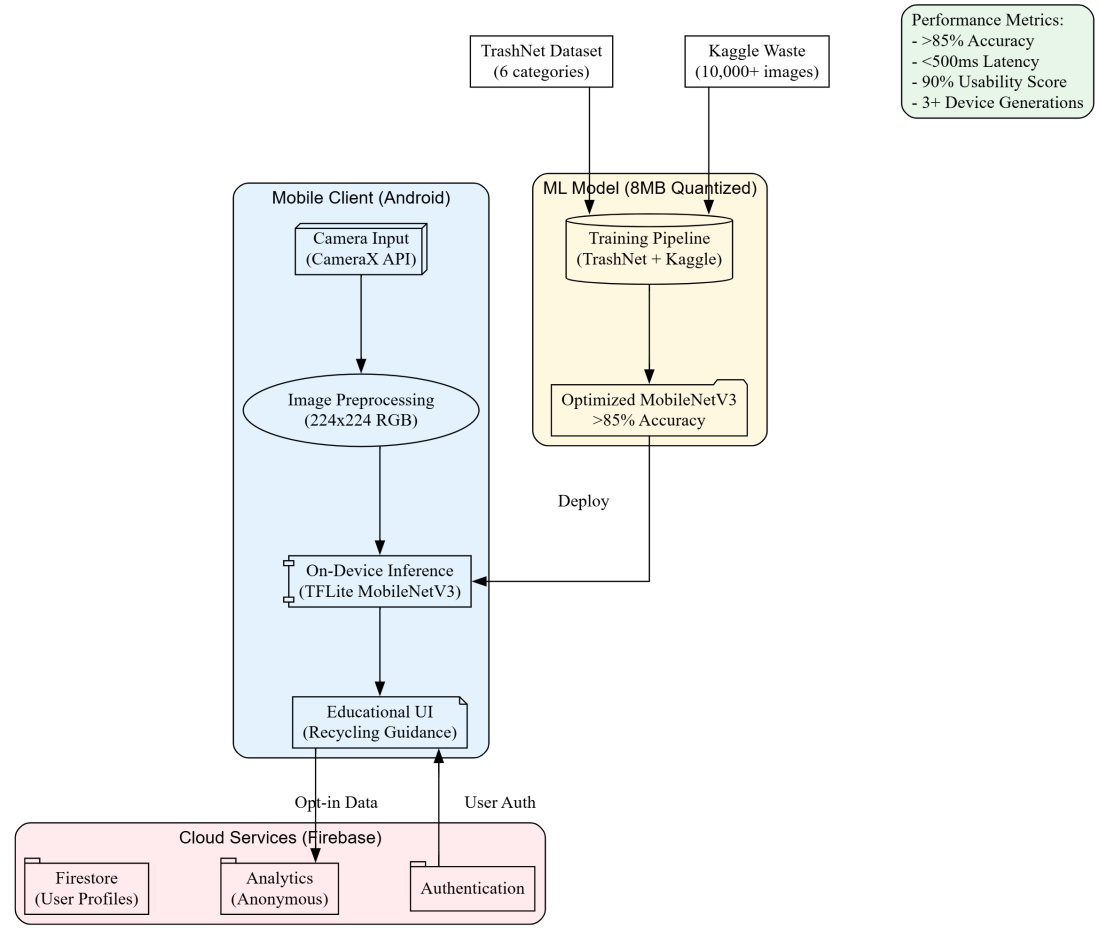 Performance Metrics:
- >85% Accuracy
- <500ms Latency
- 90% Usability Score
- 3+ Device Generations
TrashNet Dataset
(6 categories)
Kaggle Waste
(10,000+ images)
Mobile Client (Android)
Camera Input
(CameraX API)
Image Preprocessing
(224x224 RGB)
ML Model (8MB Quantized)
Training Pipeline
(TrashNet + Kaggle)
Optimized MobileNetV3
>85% Accuracy
Deploy
On-Device Inference
(TFLite MobileNetV3)
Educational UI
(Recycling Guidance)
Opt-in Data
User Auth
Cloud Services (Firebase)
Firestore
(User Profiles)
Analytics
(Anonymous)
Authentication